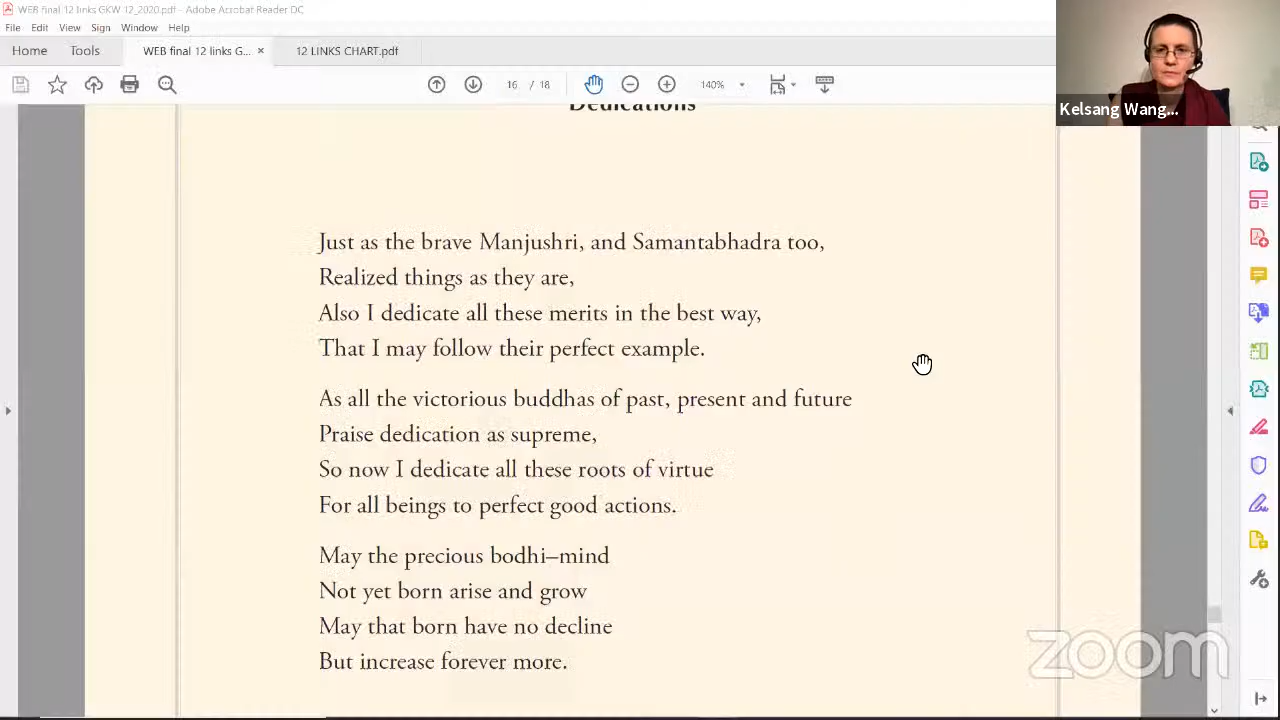 WEB final 12 links GKW 12_2020.pdf - Adobe Acrobat Reader DC
File Edit View Sign Window Help
Home Tools WEB final 12 links G... × 12 LINKS CHART.pdf
16 / 18 140%
Kelsang Wang...
Dedications
Just as the brave Manjushri, and Samantabhadra too,
Realized things as they are,
Also I dedicate all these merits in the best way,
That I may follow their perfect example.
As all the victorious buddhas of past, present and future
Praise dedication as supreme,
So now I dedicate all these roots of virtue
For all beings to perfect good actions.
May the precious bodhi–mind
Not yet born arise and grow
May that born have no decline
But increase forever more.
zoom